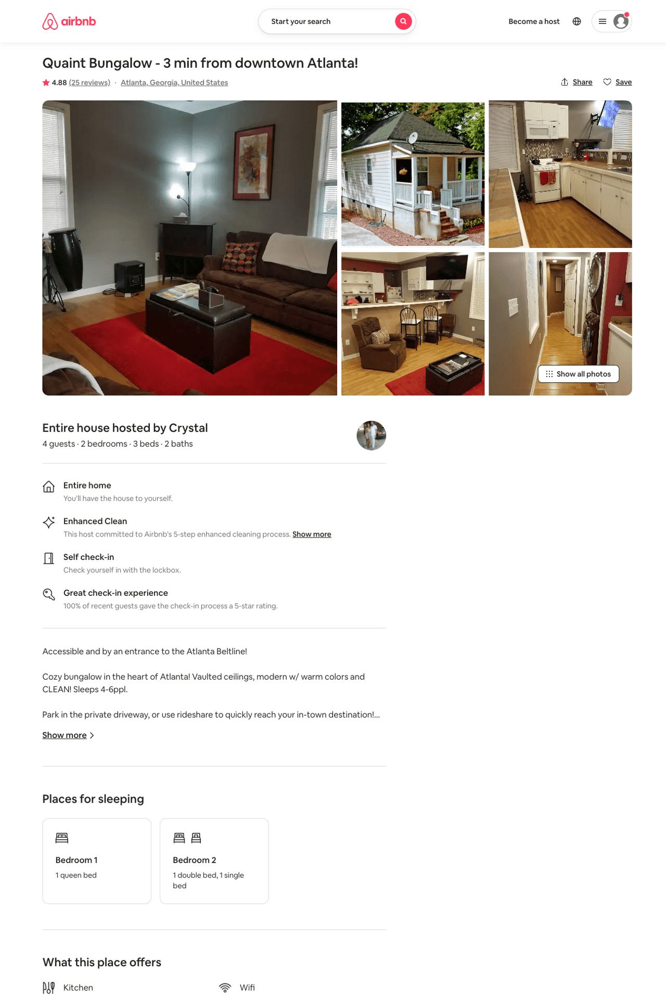 airbnb
Start your search
Become a host
Quaint Bungalow - 3 min from downtown Atlanta!
4.88 (25 reviews) · Atlanta, Georgia, United States
Share
Save
Show all photos
Entire house hosted by Crystal
4 guests · 2 bedrooms · 3 beds · 2 baths
Entire home
You'll have the house to yourself.
Enhanced Clean
This host committed to Airbnb's 5-step enhanced cleaning process. Show more
Self check-in
Check yourself in with the lockbox.
Great check-in experience
100% of recent guests gave the check-in process a 5-star rating.
Accessible and by an entrance to the Atlanta Beltline!
Cozy bungalow in the heart of Atlanta! Vaulted ceilings, modern w/ warm colors and
CLEAN! Sleeps 4-6ppl.
Park in the private driveway, or use rideshare to quickly reach your in-town destination!...
Show more
Places for sleeping
Bedroom 1
1 queen bed
Bedroom 2
1 double bed, 1 single
bed
What this place offers
Kitchen
Wifi